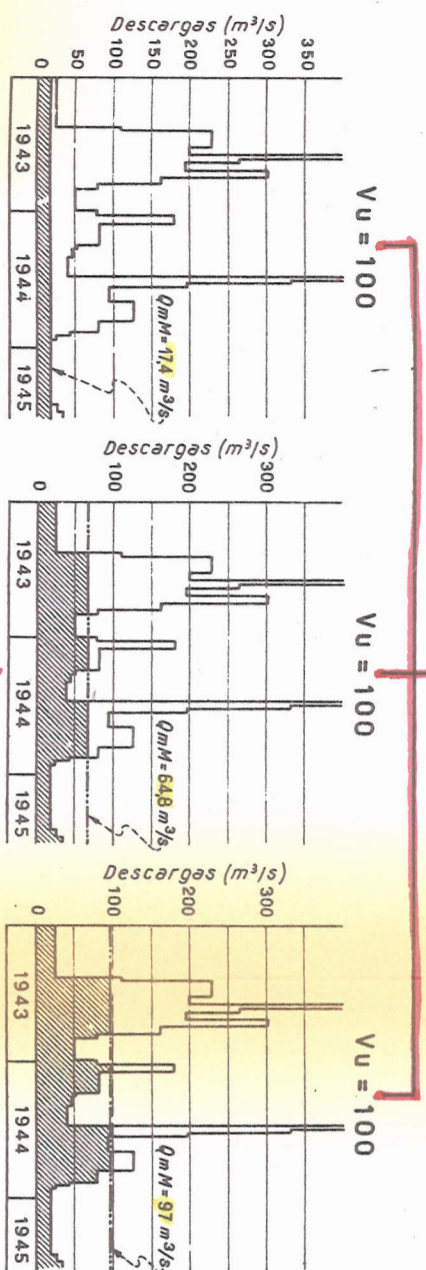 Vu = 100
Descargas (m³/s)
350
300
250
200
150
100
50
0
QmM=17,4 m³/s
1943
1944
1945
Vu = 100
Descargas (m³/s)
300
200
100
0
QmM=64,8 m³/s
1943
1944
1945
Vu = 100
Descargas (m³/s)
300
200
100
0
QmM=97 m³/s
1943
1944
1945